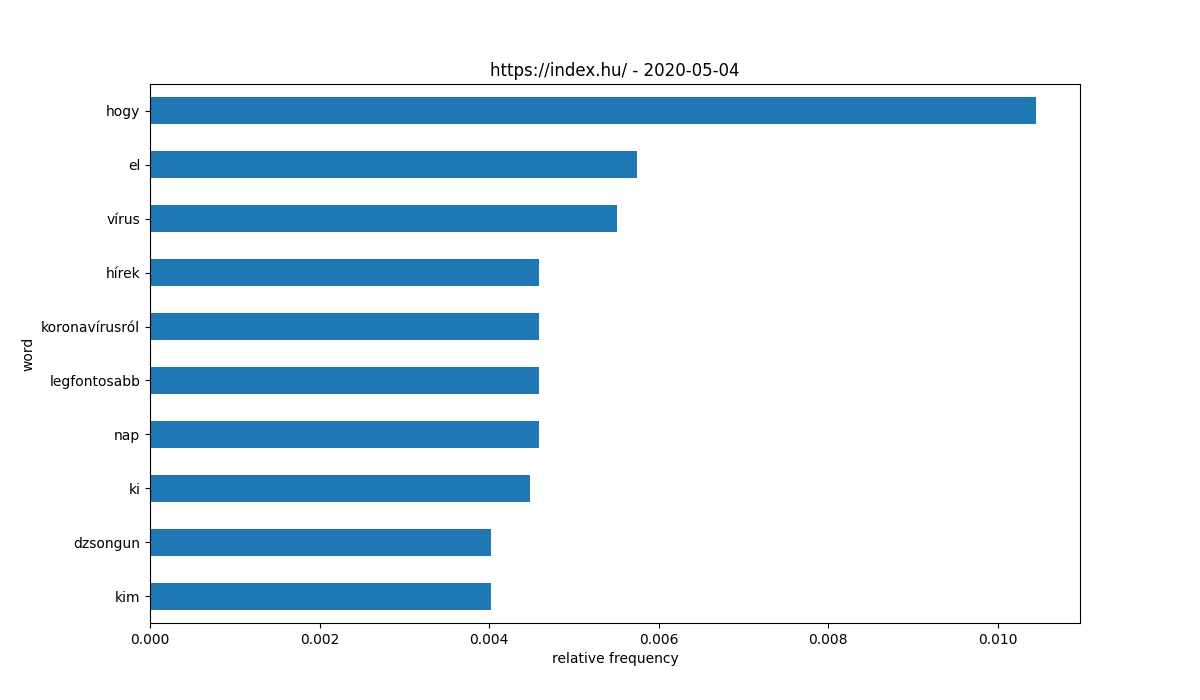 https://index.hu/ - 2020-05-04
hogy
el
vírus
hírek
koronavírusról
legfontosabb
nap
ki
dzsongun
kim
word
0.000 0.002 0.004 0.006 0.008 0.010
relative frequency